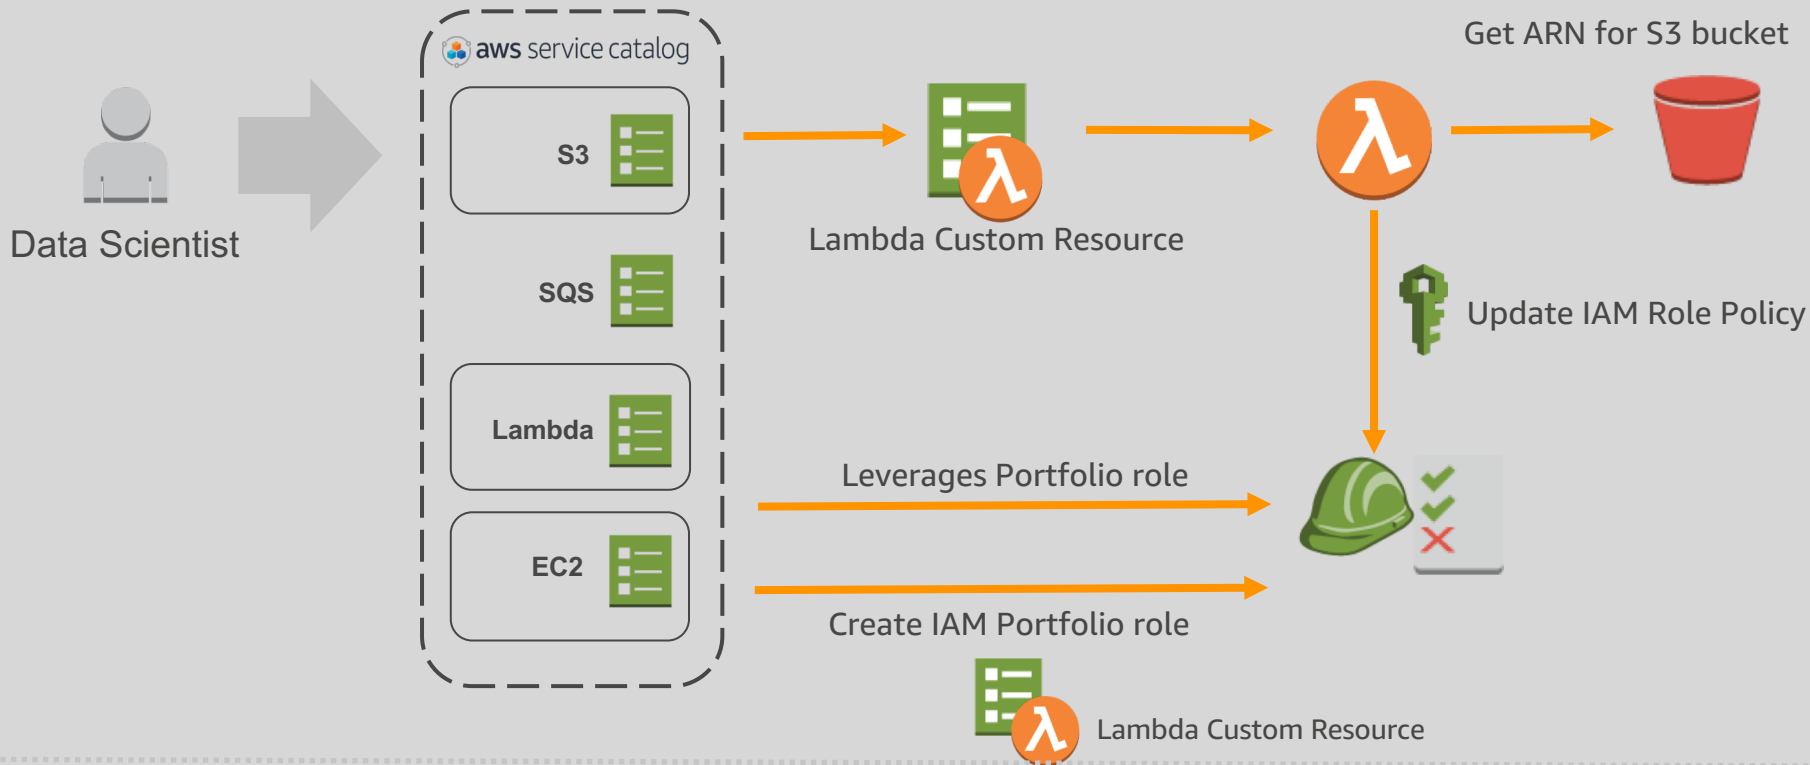 Get ARN for S3 bucket
aws service catalog
S3
Data Scientist
Lambda Custom Resource
SQS
Update IAM Role Policy
Lambda
Leverages Portfolio role
EC2
Create IAM Portfolio role
Lambda Custom Resource